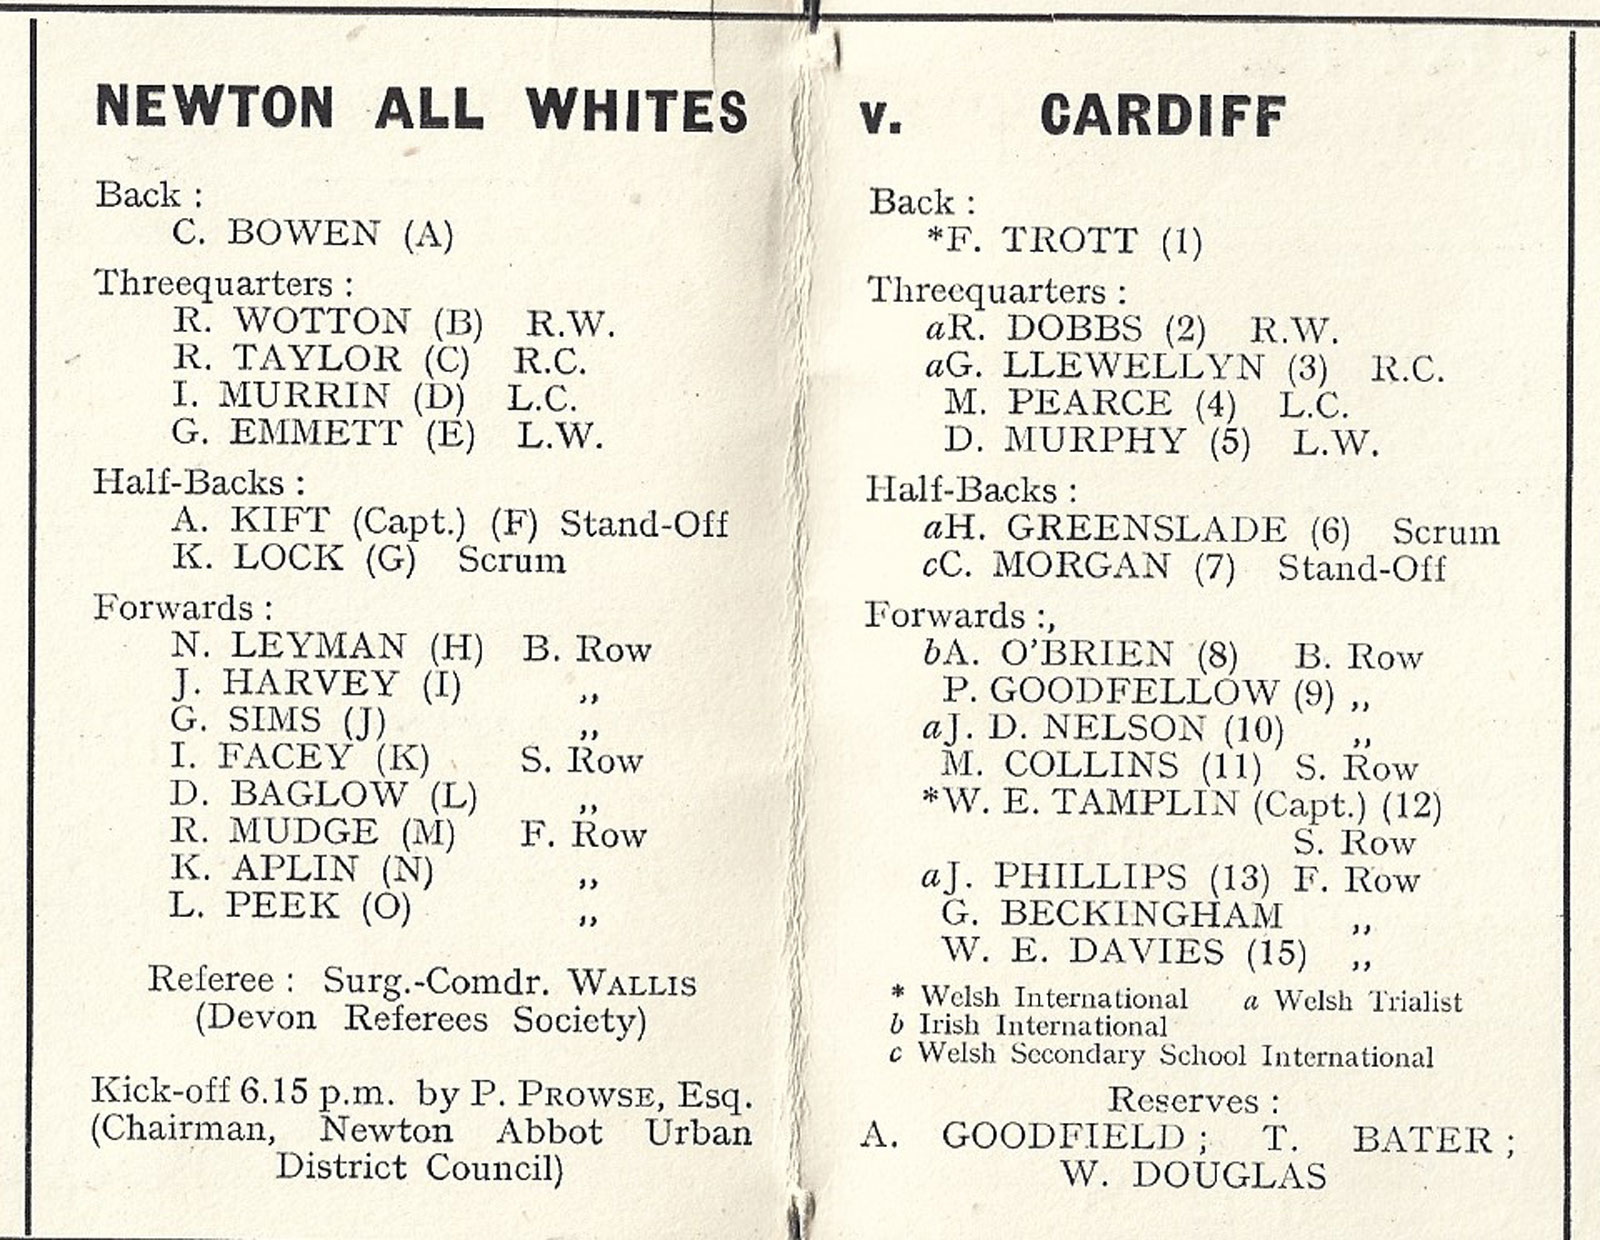 NEWTON ALL WHITES v. CARDIFF
Back :
C. BOWEN (A)
Threequarters :
R. WOTTON (B) R.W.
R. TAYLOR (C) R.C.
I. MURRIN (D) L.C.
G. EMMETT (E) L.W.
Half-Backs :
A. KIFT (Capt.) (F) Stand-Off
K. LOCK (G) Scrum
Forwards :
N. LEYMAN (H) B. Row
J. HARVEY (I) ,,
G. SIMS (J) ,,
I. FACEY (K) S. Row
D. BAGLOW (L) ,,
R. MUDGE (M) F. Row
K. APLIN (N) ,,
L. PEEK (O) ,,
Referee : Surg.-Comdr. WALLIS
(Devon Referees Society)
Kick-off 6.15 p.m. by P. PROWSE, Esq.
(Chairman, Newton Abbot Urban
District Council)
Back :
*F. TROTT (1)
Threequarters :
aR. DOBBS (2) R.W.
aG. LLEWELLYN (3) R.C.
M. PEARCE (4) L.C.
D. MURPHY (5) L.W.
Half-Backs :
aH. GREENSLADE (6) Scrum
cC. MORGAN (7) Stand-Off
Forwards :,
bA. O'BRIEN (8) B. Row
P. GOODFELLOW (9) ,,
aJ. D. NELSON (10) ,,
M. COLLINS (11) S. Row
*W. E. TAMPLIN (Capt.) (12)
S. Row
aJ. PHILLIPS (13) F. Row
G. BECKINGHAM ,,
W. E. DAVIES (15) ,,
* Welsh International a Welsh Trialist
b Irish International
c Welsh Secondary School International
Reserves :
A. GOODFIELD ; T. BATER ;
W. DOUGLAS